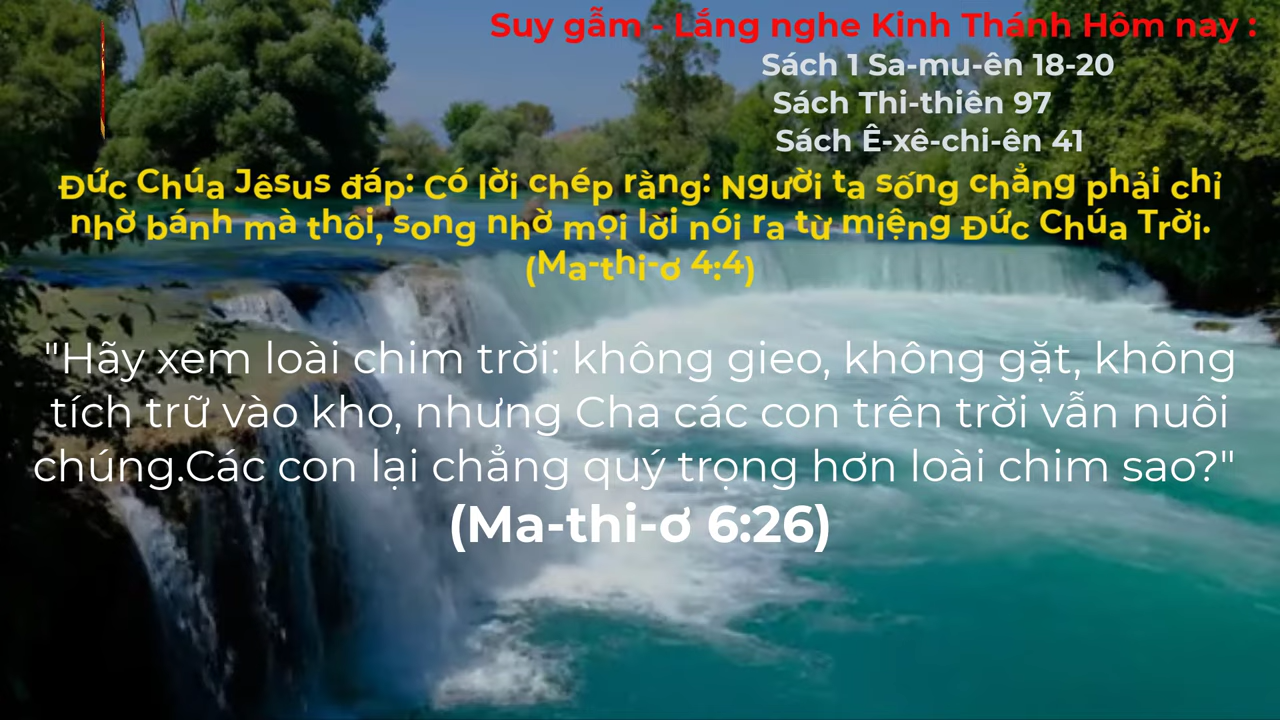 Suy gẫm - Lắng nghe Kinh Thánh Hôm nay :
Sách 1 Sa-mu-ên 18-20
Sách Thi-thiên 97
Sách Ê-xê-chi-ên 41
Đức Chúa Jêsus đáp: Có lời chép rằng: Người ta sống chẳng phải chỉ
nhờ bánh mà thôi, song nhờ mọi lời nói ra từ miệng Đức Chúa Trời.
(Ma-thi-ơ 4:4)
"Hãy xem loài chim trời: không gieo, không gặt, không
tích trữ vào kho, nhưng Cha các con trên trời vẫn nuôi
chúng.Các con lại chẳng quý trọng hơn loài chim sao?"
(Ma-thi-ơ 6:26)